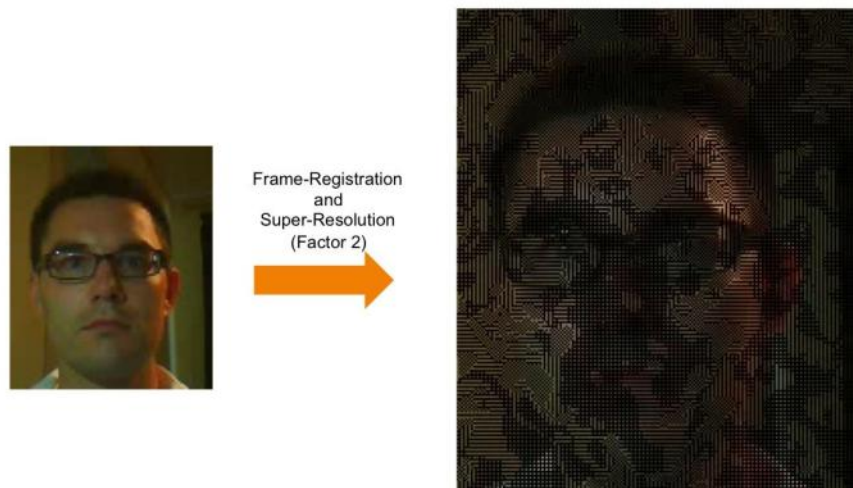 Frame-Registration
and
Super-Resolution
(Factor 2)